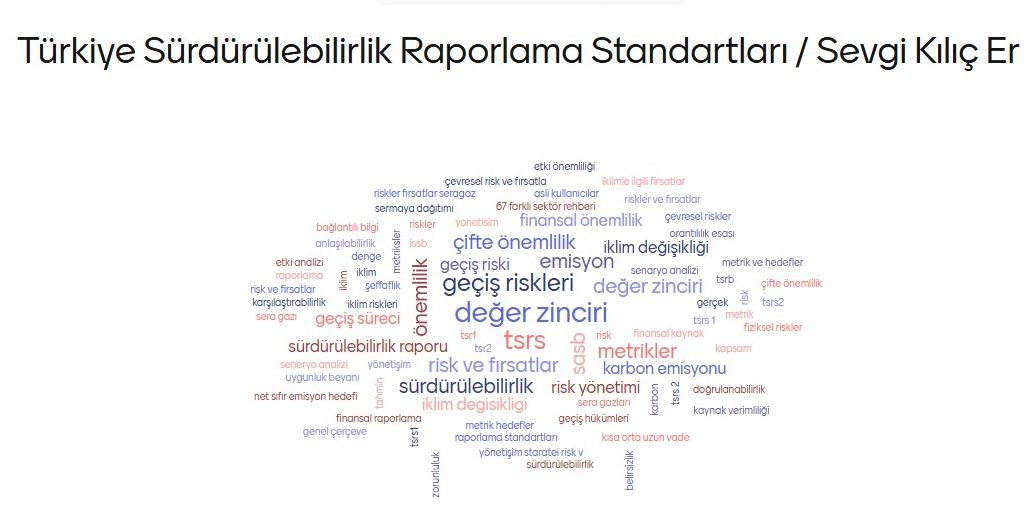 Türkiye Sürdürülebilirlik Raporlama Standartları / Sevgi Kılıç Er
etki önemliliği
çevresel risk ve fırsatla
iklimle ilgili fırsatlar
riskler fırsatlar seragaz
asli kullanıcılar
riskler ve fırsatlar
sermaya dağıtımı
67 farklı sektör rehberi
bağlantılı bilgi
riskler
yonetisim
finansal önemlilik
çevresel riskler
orantılılık esası
anlaşılabilirlik
metriksler
issb
çifte önemlilik
iklim değişikliği
denge
etki analizi
önemlilik
geçiş riski
emisyon
senaryo analizi
metrik ve hedefler
raporlama
iklim
iklim
şeffaflık
geçiş riskleri
değer zinciri
tsrb
çifte önemlilik
risk ve fırsatlar
karşılaştırabilirlik
iklim riskleri
değer zinciri
gerçek
risk
tsrs2
sera gazı
geçiş süreci
tsrs 1
metrik
fiziksel riskler
tsr1
tsrs
sasb
risk
finansal kaynak
sürdürülebilirlik raporu
tsr2
metrikler
kapsam
seneryo analizi
yönetişim
risk ve fırsatlar
karbon emisyonu
uygunluk beyanı
tahmin
sürdürülebilirlik
risk yönetimi
karbon
tsrs 2
doğrulanabilirlik
net sıfır emisyon hedefi
iklim degisikligi
sera gazları
kaynak verimliliği
finansal raporlama
geçiş hükümleri
genel çerçeve
tsrs1
metrik hedefler
raporlama standartları
kısa orta uzun vade
zorunluluk
yönetişim staratei risk v
sürdürülebilirlik
belirsizlik